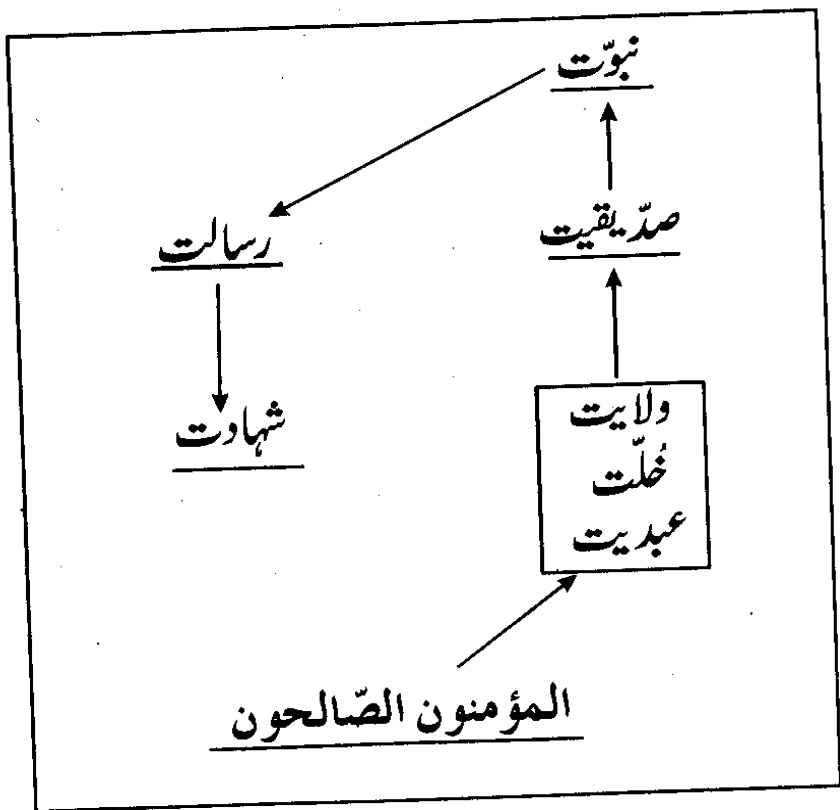 نبوّت
صدّیقیت
رسالت
شہادت
ولایت
خُلّت
عبدیت
المؤمنون الصّالحون